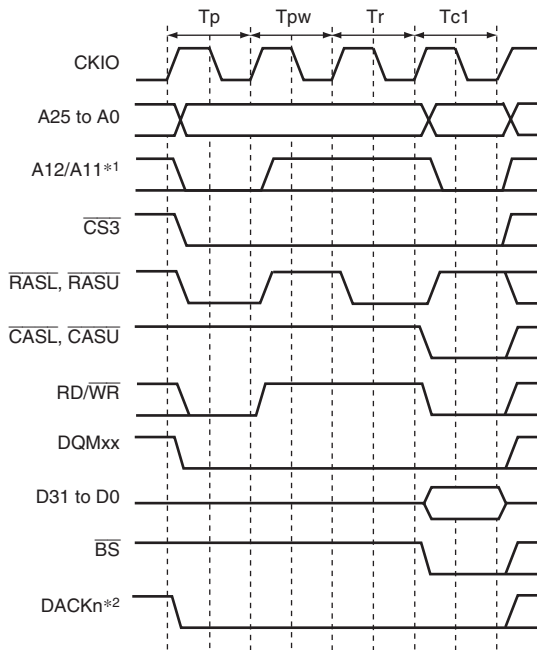 Tp Tpw Tr Tc1
CKIO
A25 to A0
A12/A11*1
CS3
RASL, RASU
CASL, CASU
RD/WR
DQMxx
D31 to D0
BS
DACKn*2